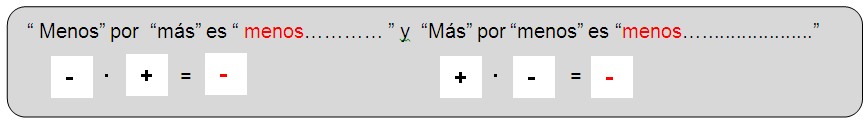 “ Menos” por “más” es “ menos………… ” y “Más” por “menos” es “menos……...................”
- · + = - + · - = -